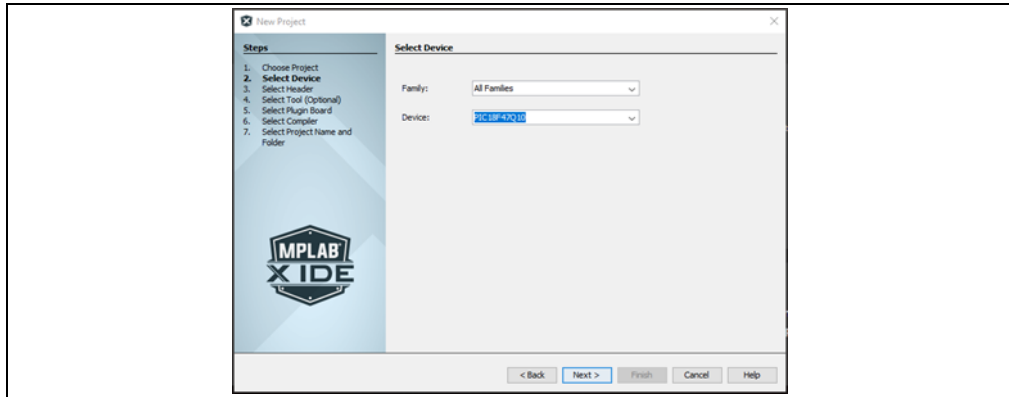 New Project
Steps
1. Choose Project
2. Select Device
3. Select Header
4. Select Tool (Optional)
5. Select Plugin Board
6. Select Compiler
7. Select Project Name and
Folder
MPLAB
X IDE
Select Device
Family: All Families
Device: PIC18F47Q10
< Back Next > Finish Cancel Help